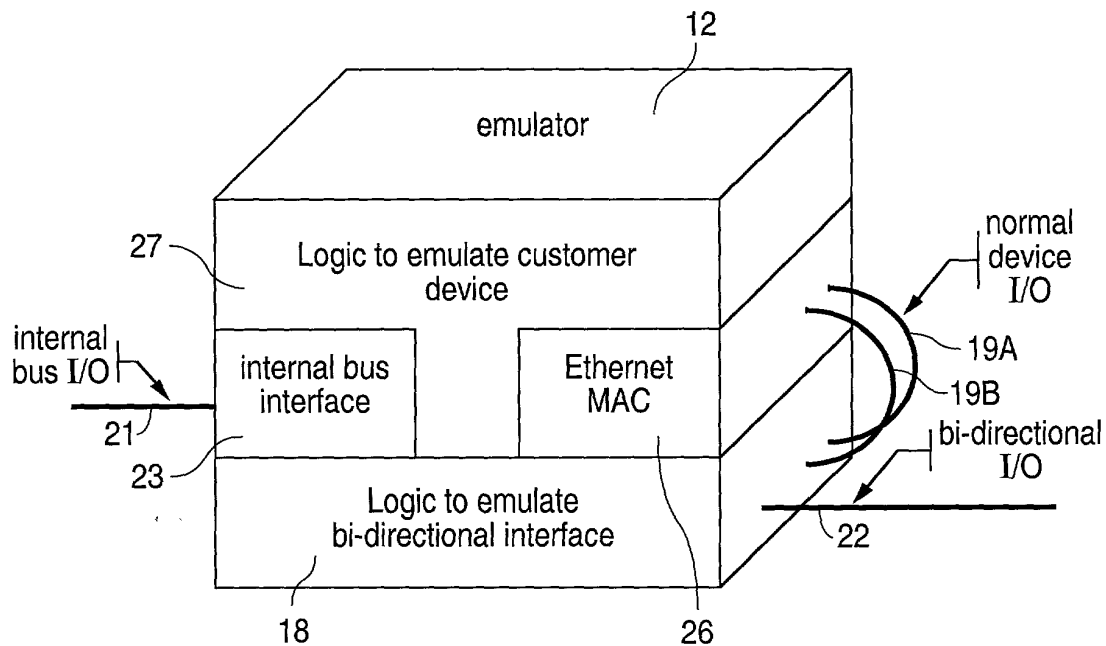 12
emulator
27
Logic to emulate customer
device
normal
device
I/O
internal
bus I/O
internal bus
interface
Ethernet
MAC
19A
19B
21
23
bi-directional
I/O
Logic to emulate
bi-directional interface
22
18
26